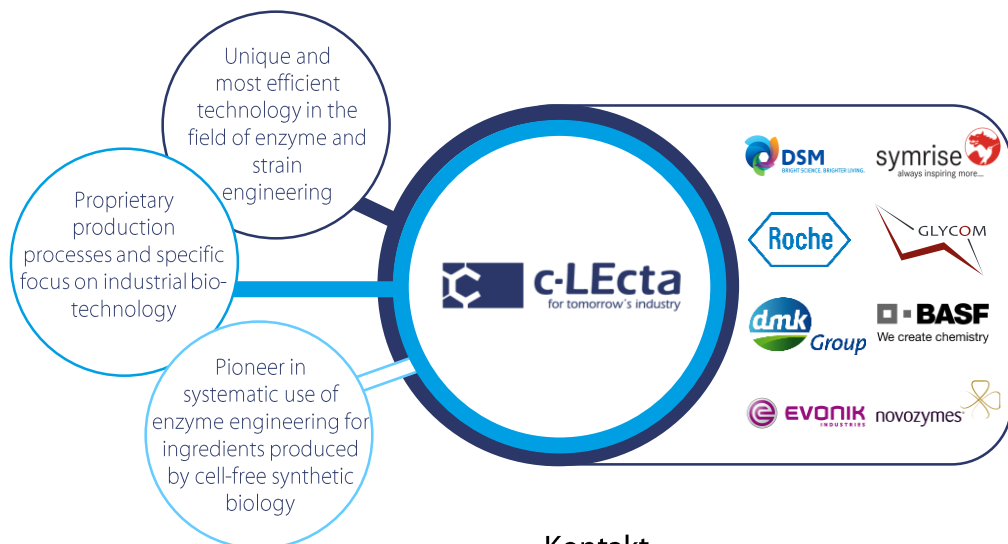 Unique and
most efficient
technology in the
field of enzyme and
strain
engineering
Proprietary
production
processes and specific
focus on industrial bio-
technology
Pioneer in
systematic use of
enzyme engineering for
ingredients produced
by cell-free synthetic
biology
c-LEcta
for tomorrow's industry
DSM
BRIGHT SCIENCE. BRIGHTER LIVING.
symrise
always inspiring more...
Roche
GLYCOM
dmk
Group
BASF
We create chemistry
EVONIK
INDUSTRIES
novozymes
Kontakt